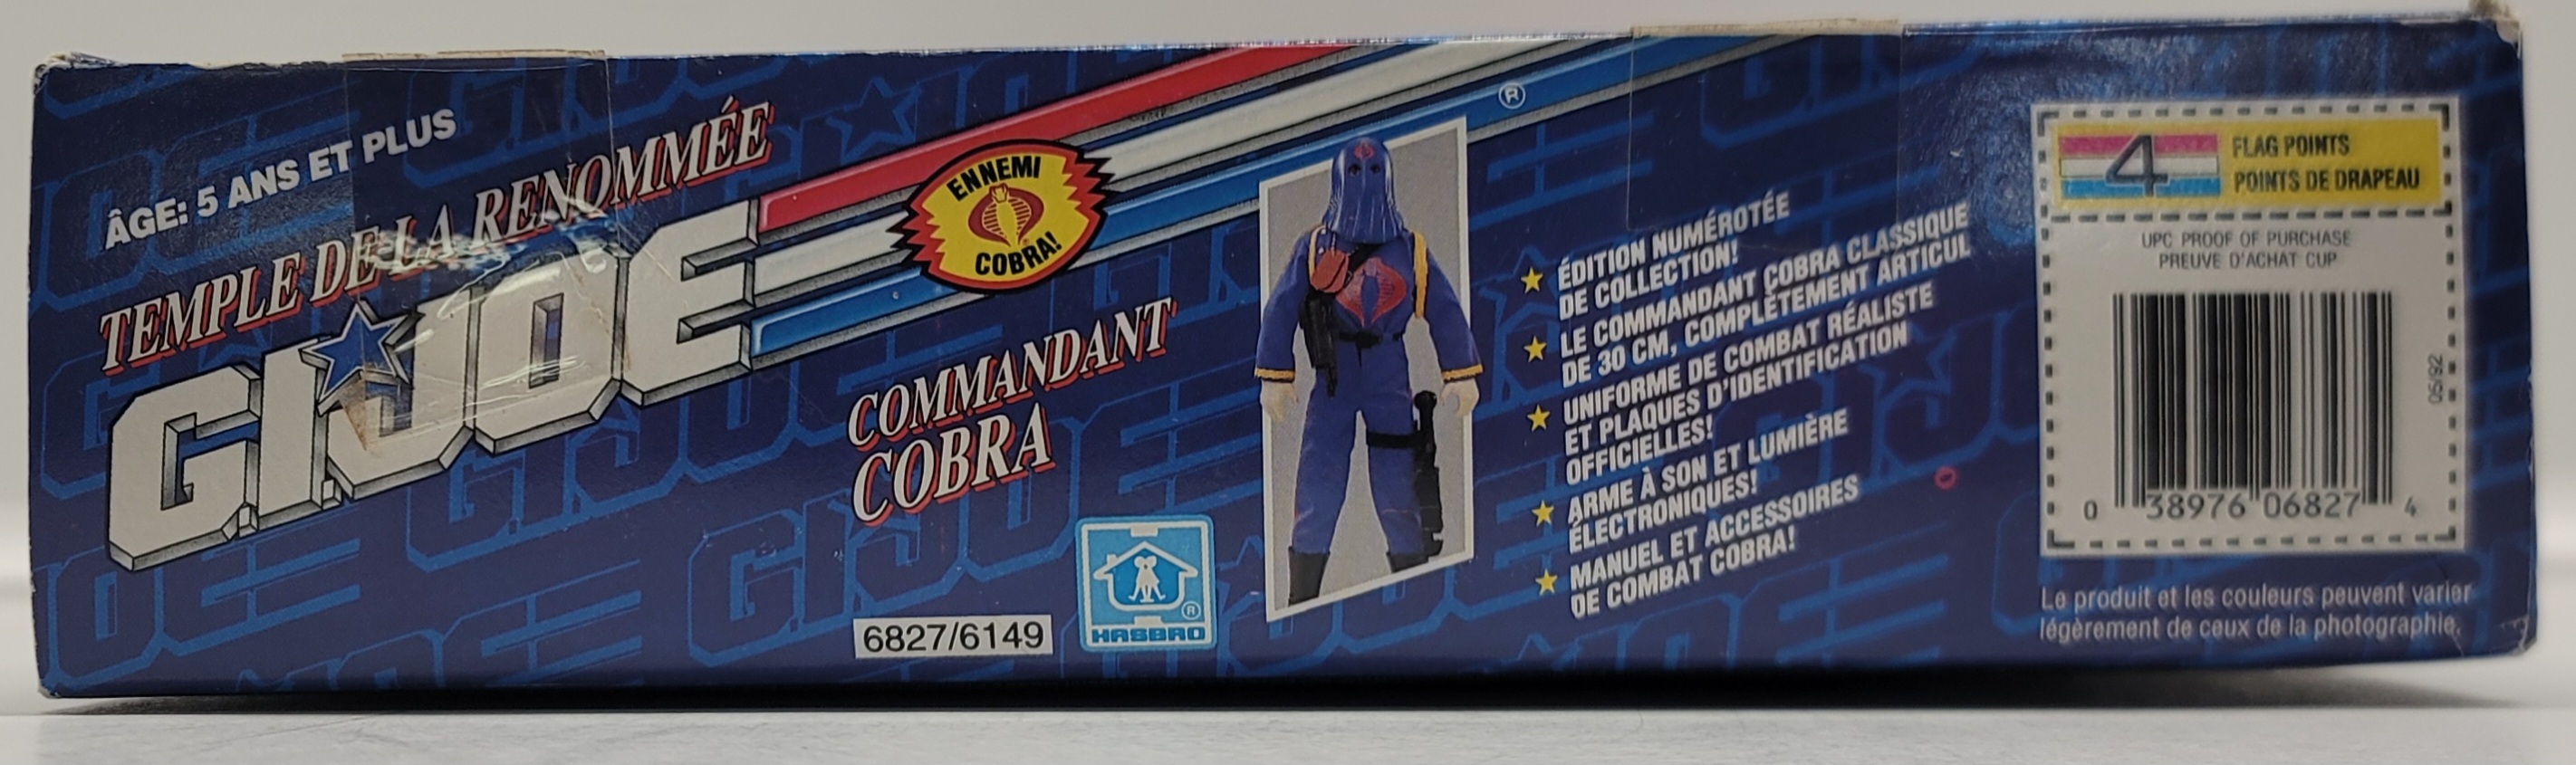 ÂGE: 5 ANS ET PLUS
TEMPLE DE LA RENOMMÉE
G.I.JOE
®
ENNEMI
COBRA!
COMMANDANT
COBRA
6827/6149
®
HASBRO
★ ÉDITION NUMÉROTÉE
DE COLLECTION!
★ LE COMMANDANT COBRA CLASSIQUE
DE 30 CM, COMPLÈTEMENT ARTICUL
★ UNIFORME DE COMBAT RÉALISTE
ET PLAQUES D'IDENTIFICATION
OFFICIELLES!
★ ARME À SON ET LUMIÈRE
ÉLECTRONIQUES!
★ MANUEL ET ACCESSOIRES
DE COMBAT COBRA!
4
FLAG POINTS
POINTS DE DRAPEAU
UPC PROOF OF PURCHASE
PREUVE D'ACHAT CUP
05/92
0 38976 06827 4
Le produit et les couleurs peuvent varier
légèrement de ceux de la photographie.